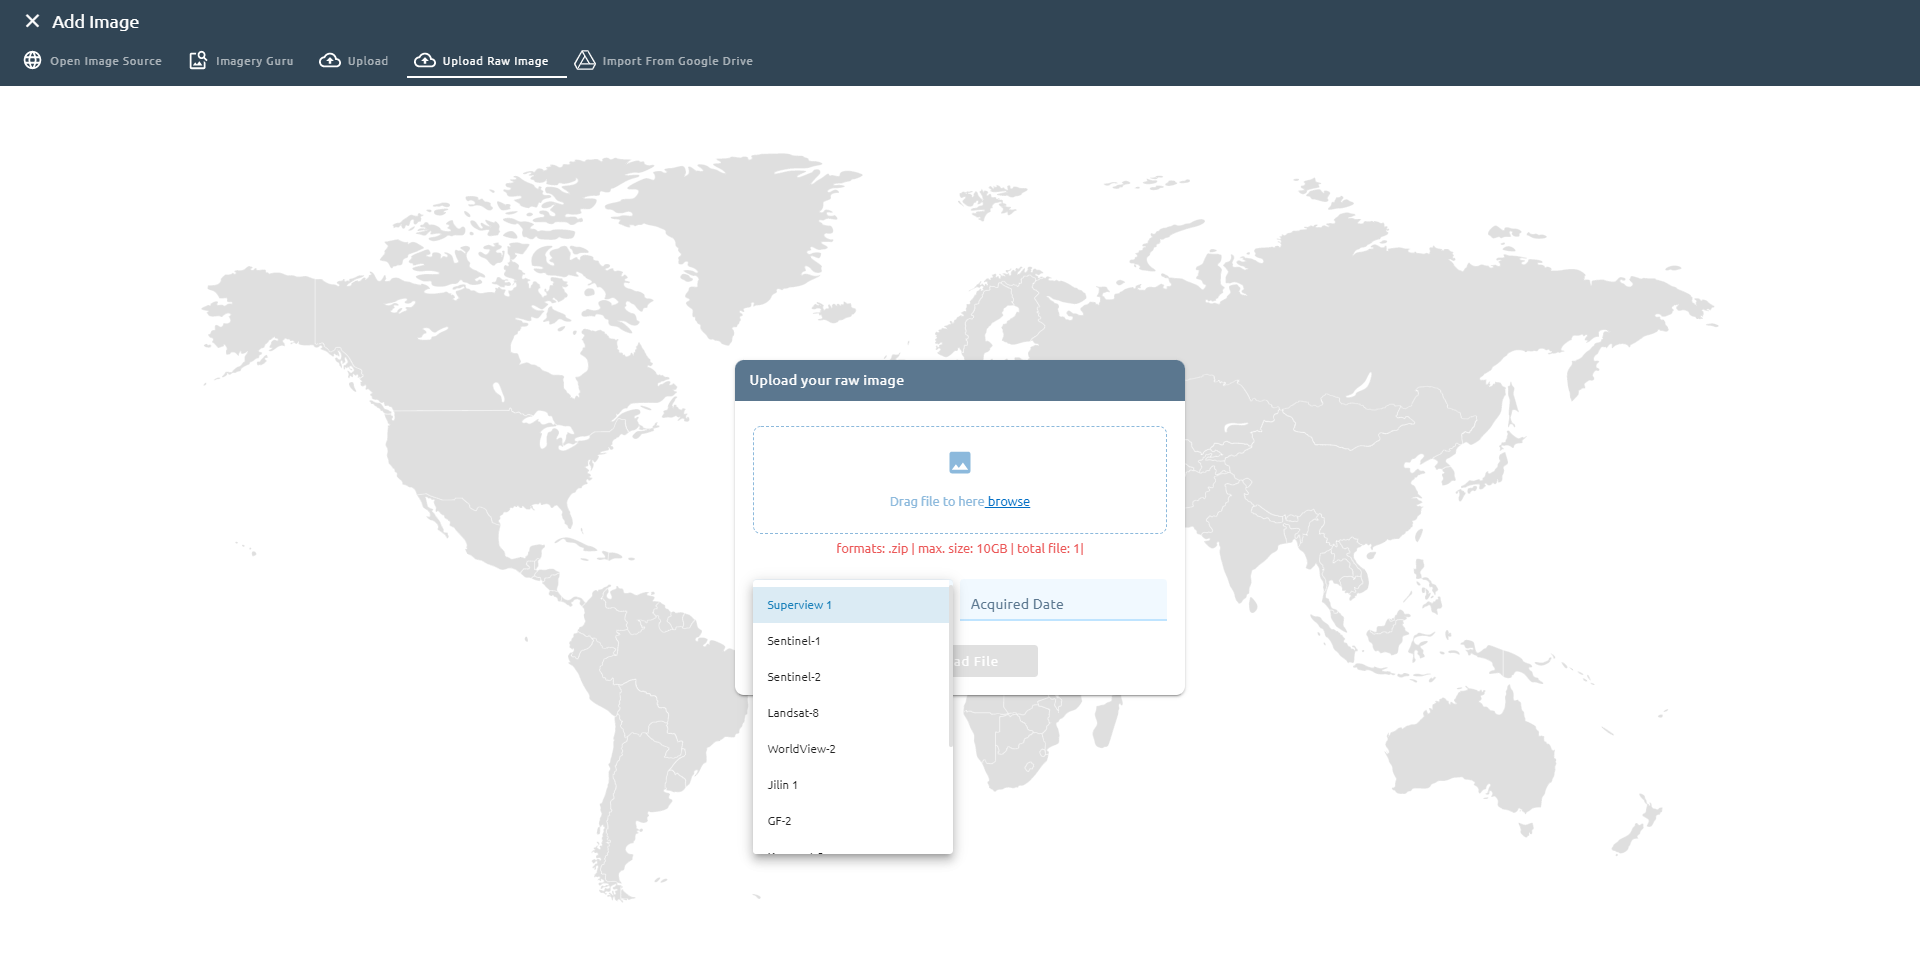 Add Image
Open Image Source
Imagery Guru
Upload
Upload Raw Image
Import From Google Drive
Upload your raw image
Drag file to here browse
formats: .zip | max. size: 10GB | total file: 1|
Superview 1
Acquired Date
Sentinel-1
ad File
Sentinel-2
Landsat-8
WorldView-2
Jilin 1
GF-2